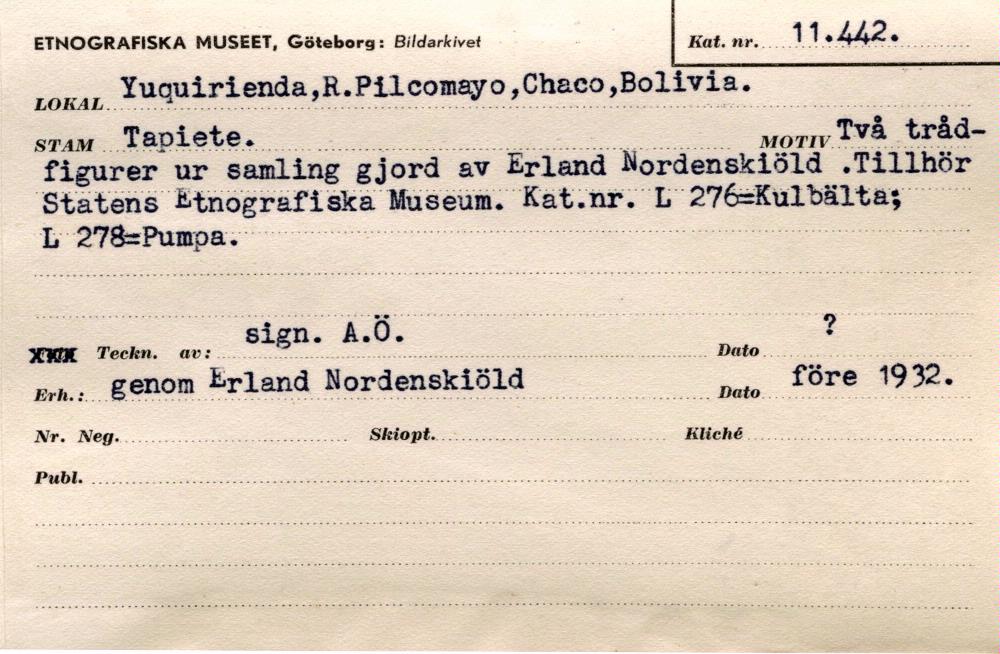 ETNOGRAFISKA MUSEET, Göteborg: Bildarkivet
Kat. nr. 11.442.
LOKAL Yuquirienda,R.Pilcomayo,Chaco,Bolivia.
STAM Tapiete. MOTIV Två tråd-
figurer ur samling gjord av Erland Nordenskiöld .Tillhör
Statens Etnografiska Museum. Kat.nr. L 276=Kulbälta;
L 278=Pumpa.
Teckn. av: sign. A.Ö. Dato ?
Erh.: genom Erland Nordenskiöld Dato före 1932.
Nr. Neg. Skiopt. Kliché
Publ.